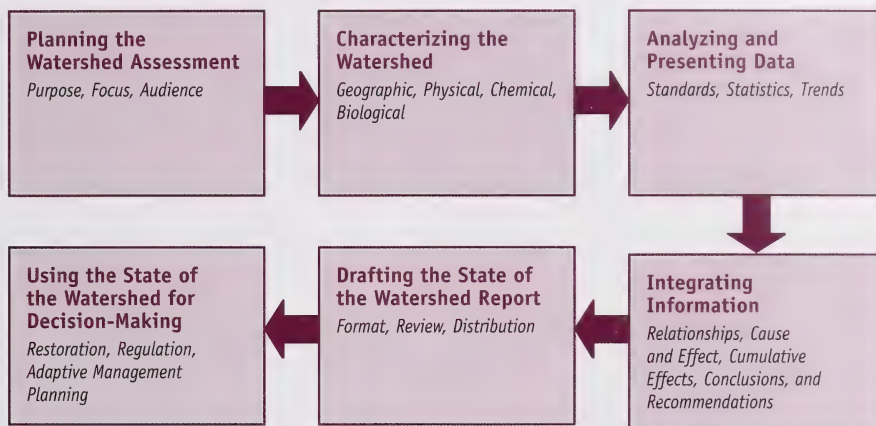 Planning the
Watershed Assessment
Purpose, Focus, Audience
Characterizing the
Watershed
Geographic, Physical, Chemical,
Biological
Analyzing and
Presenting Data
Standards, Statistics, Trends
Integrating
Information
Relationships, Cause
and Effect, Cumulative
Effects, Conclusions, and
Recommendations
Drafting the State of
the Watershed Report
Format, Review, Distribution
Using the State of
the Watershed for
Decision-Making
Restoration, Regulation,
Adaptive Management
Planning